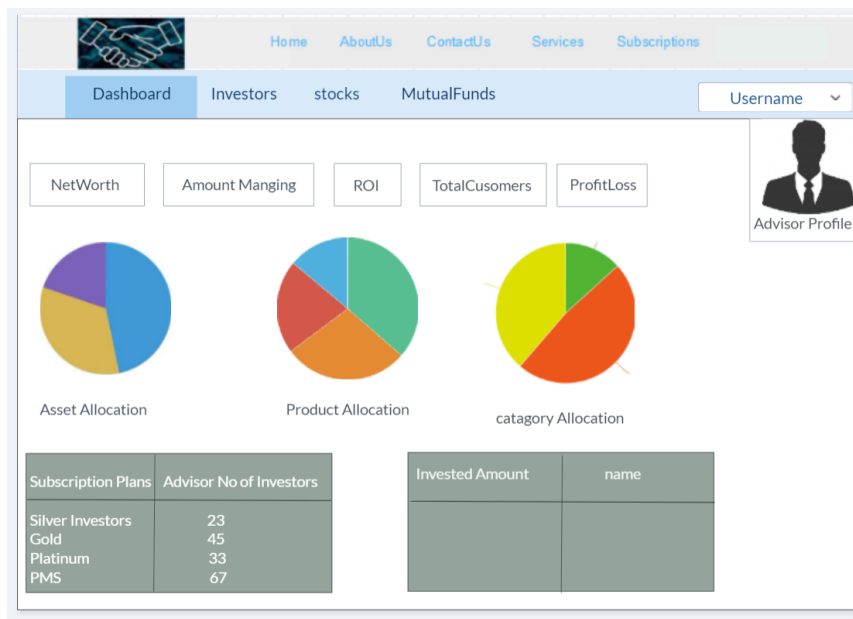 Home AboutUs ContactUs Services Subscriptions
Dashboard Investors stocks MutualFunds Username
NetWorth Amount Manging ROI TotalCusomers ProfitLoss
Advisor Profile
Asset Allocation Product Allocation catagory Allocation
Subscription Plans Advisor No of Investors
Silver Investors 23
Gold 45
Platinum 33
PMS 67
Invested Amount name